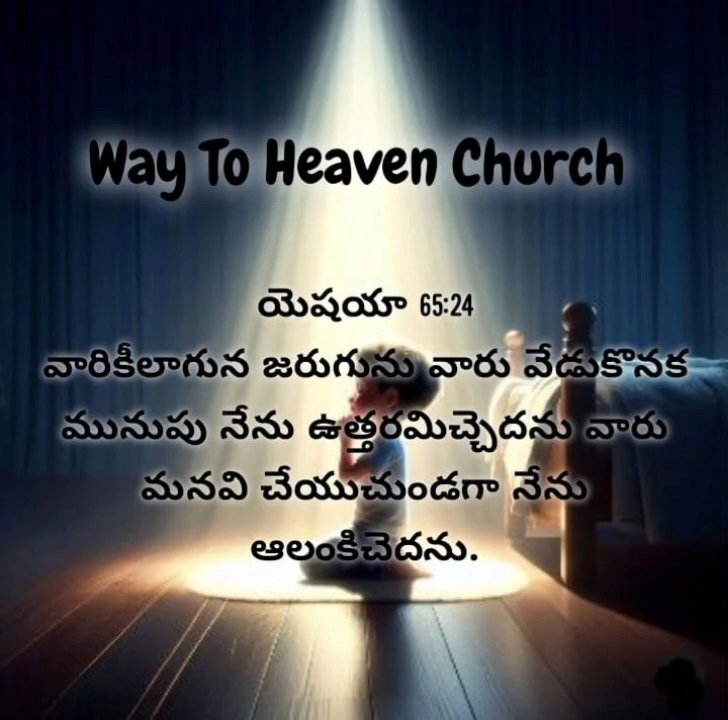 Way To Heaven Church
యెషయా 65:24
వారికీలాగున జరుగును వారు వేడుకొనక
మునుపు నేను ఉత్తరమిచ్చెదను వారు
మనవి చేయుచుండగా నేను
ఆలంకిచెదను.